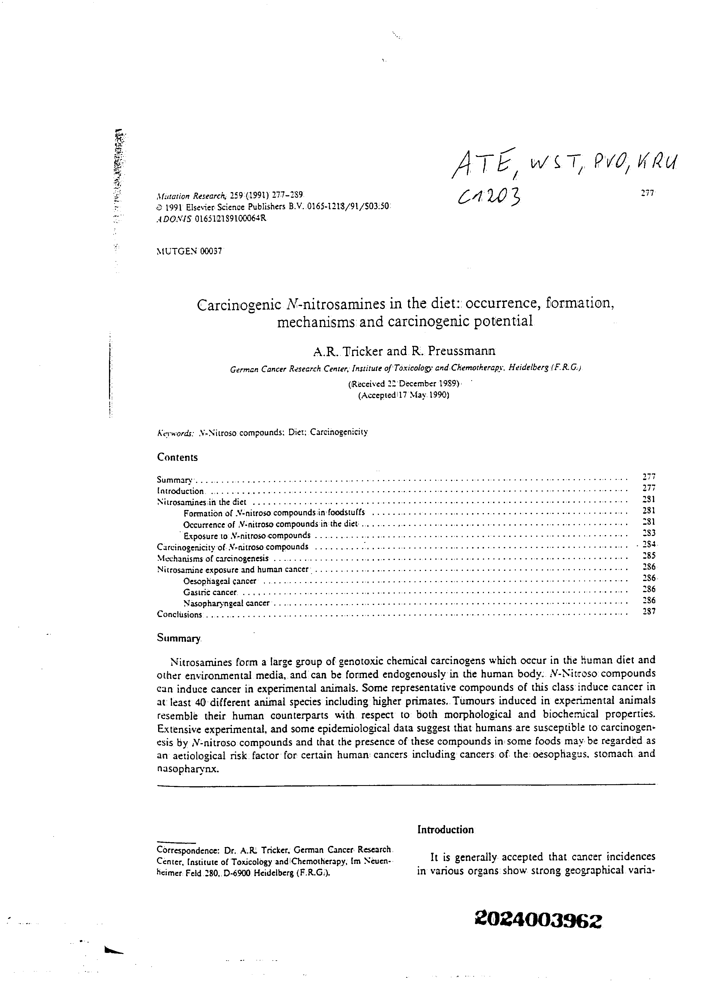 ATE, WST, PVO, KRU
C1203
Mutation Research, 259 (1991) 277-289
© 1991 Elsevier Science Publishers B.V. 0165-1218/91/$03.50
ADONIS 016512189100064R
277
MUTGEN 00037
Carcinogenic N-nitrosamines in the diet: occurrence, formation,
mechanisms and carcinogenic potential
A.R. Tricker and R. Preussmann
German Cancer Research Center, Institute of Toxicology and Chemotherapy, Heidelberg (F.R.G.)
(Received 22 December 1989)
(Accepted 17 May 1990)
Keywords: N-Nitroso compounds; Diet; Carcinogenicity
Contents
Summary 277
Introduction 277
Nitrosamines in the diet 281
Formation of N-nitroso compounds in foodstuffs 281
Occurrence of N-nitroso compounds in the diet 281
Exposure to N-nitroso compounds 283
Carcinogenicity of N-nitroso compounds 284
Mechanisms of carcinogenesis 285
Nitrosamine exposure and human cancer 286
Oesophageal cancer 286
Gastric cancer 286
Nasopharyngeal cancer 286
Conclusions 287
Summary
Nitrosamines form a large group of genotoxic chemical carcinogens which occur in the human diet and
other environmental media, and can be formed endogenously in the human body. N-Nitroso compounds
can induce cancer in experimental animals. Some representative compounds of this class induce cancer in
at least 40 different animal species including higher primates. Tumours induced in experimental animals
resemble their human counterparts with respect to both morphological and biochemical properties.
Extensive experimental, and some epidemiological data suggest that humans are susceptible to carcinogen-
esis by N-nitroso compounds and that the presence of these compounds in some foods may be regarded as
an aetiological risk factor for certain human cancers including cancers of the oesophagus, stomach and
nasopharynx.
Correspondence: Dr. A.R. Tricker, German Cancer Research
Center, Institute of Toxicology and Chemotherapy, Im Neuen-
heimer Feld 280, D-6900 Heidelberg (F.R.G.).
Introduction
It is generally accepted that cancer incidences
in various organs show strong geographical varia-
2024003962